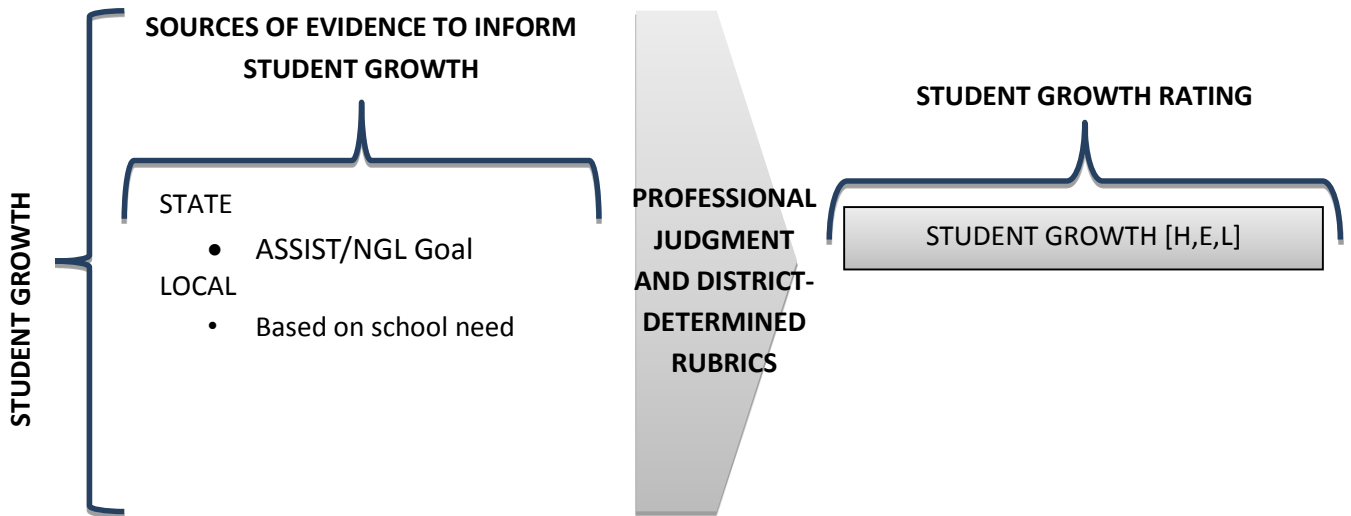 STUDENT GROWTH
SOURCES OF EVIDENCE TO INFORM
STUDENT GROWTH
STATE
● ASSIST/NGL Goal
LOCAL
• Based on school need
PROFESSIONAL
JUDGMENT
AND DISTRICT-
DETERMINED
RUBRICS
STUDENT GROWTH RATING
STUDENT GROWTH [H,E,L]